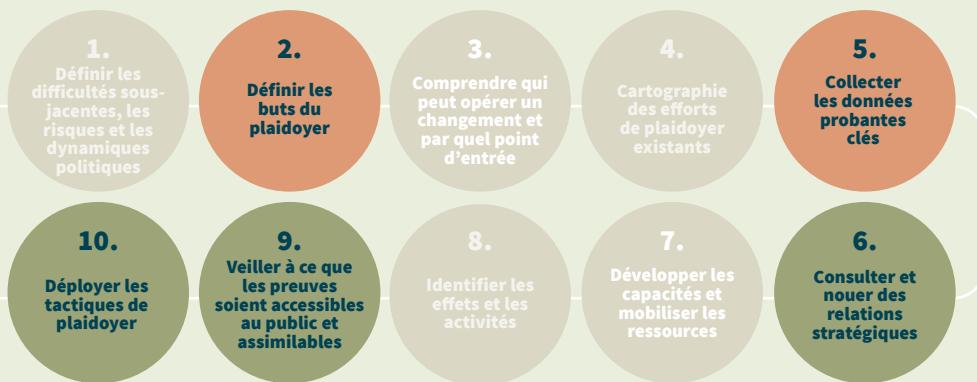 1.
Définir les
difficultés sous-
jacentes, les
risques et les
dynamiques
politiques
2.
Définir les
buts du
plaidoyer
3.
Comprendre qui
peut opérer un
changement et
par quel point
d'entrée
4.
Cartographie
des efforts
de plaidoyer
existants
5.
Collecter
les données
probantes
clés
10.
Déployer les
tactiques de
plaidoyer
9.
Veiller à ce que
les preuves
soient accessibles
au public et
assimilables
8.
Identifier les
effets et les
activités
7.
Développer les
capacités et
mobiliser les
ressources
6.
Consulter et
nouer des
relations
stratégiques